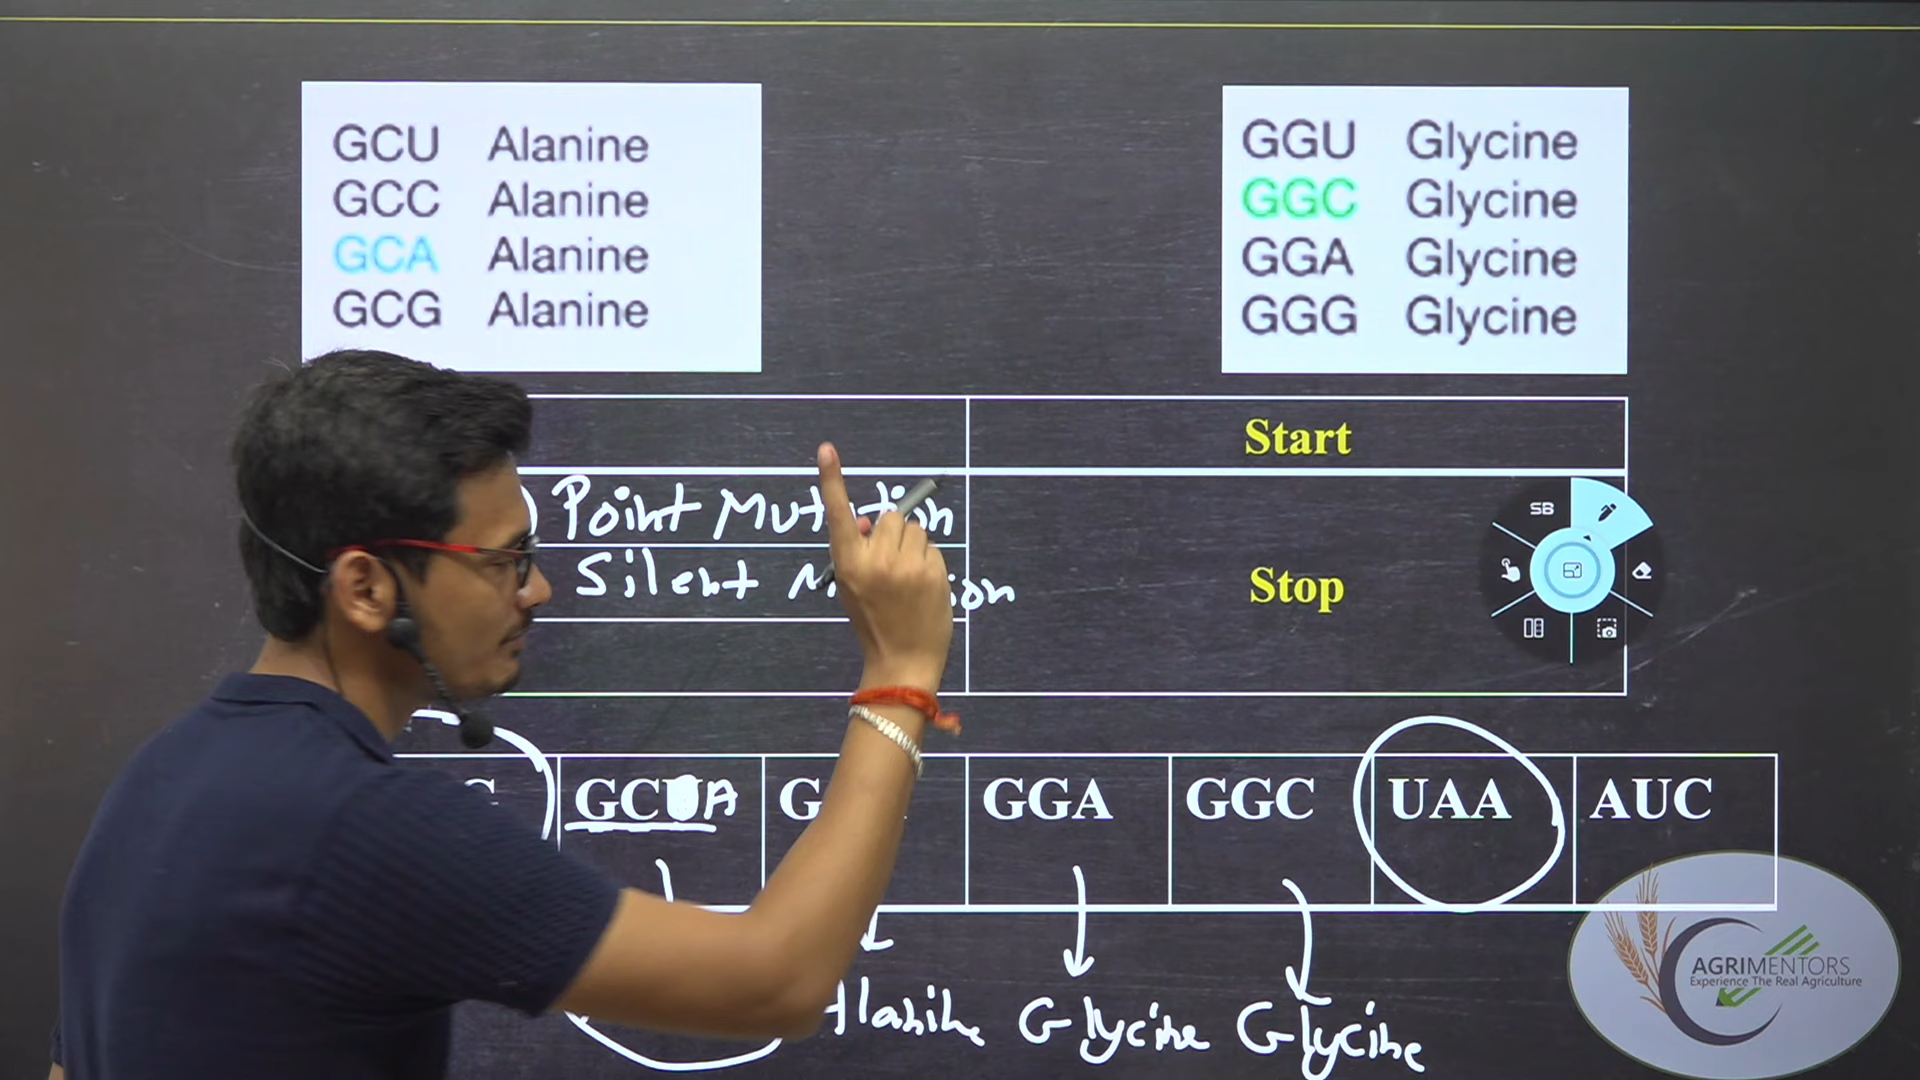 GCU Alanine
GCC Alanine
GCA Alanine
GCG Alanine
GGU Glycine
GGC Glycine
GGA Glycine
GGG Glycine
Start
Point Mutation
Silent
Stop
SB
GCUA
GGA
GGC
UAA
AUC
Glycine
Glycine
AGRIMENTORS
Experience The Real Agriculture